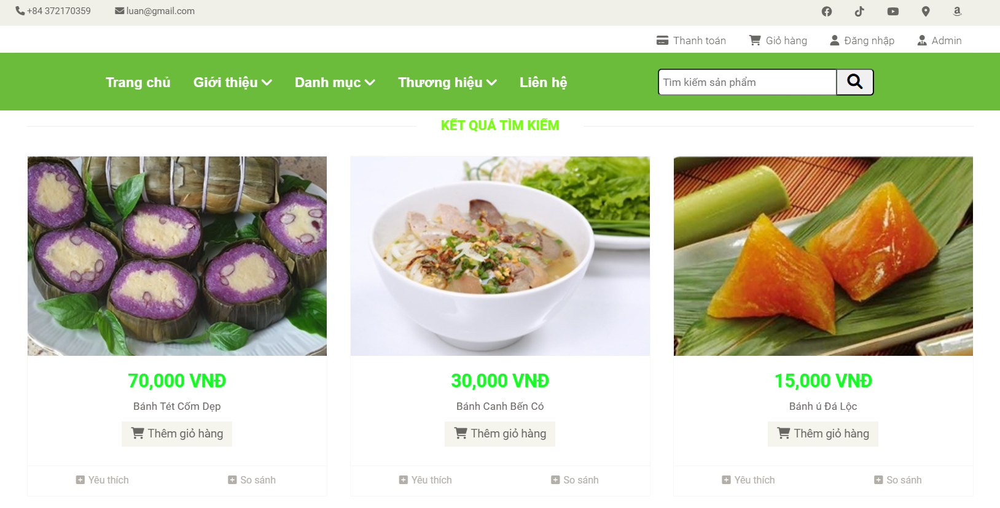 +84 372170359 luan@gmail.com
Thanh toán Giỏ hàng Đăng nhập Admin
Trang chủ Giới thiệu Danh mục Thương hiệu Liên hệ Tìm kiếm sản phẩm
KẾT QUẢ TÌM KIẾM
70,000 VNĐ
Bánh Tét Cốm Dẹp
Thêm giỏ hàng
Yêu thích So sánh
30,000 VNĐ
Bánh Canh Bến Có
Thêm giỏ hàng
Yêu thích So sánh
15,000 VNĐ
Bánh ú Đá Lộc
Thêm giỏ hàng
Yêu thích So sánh